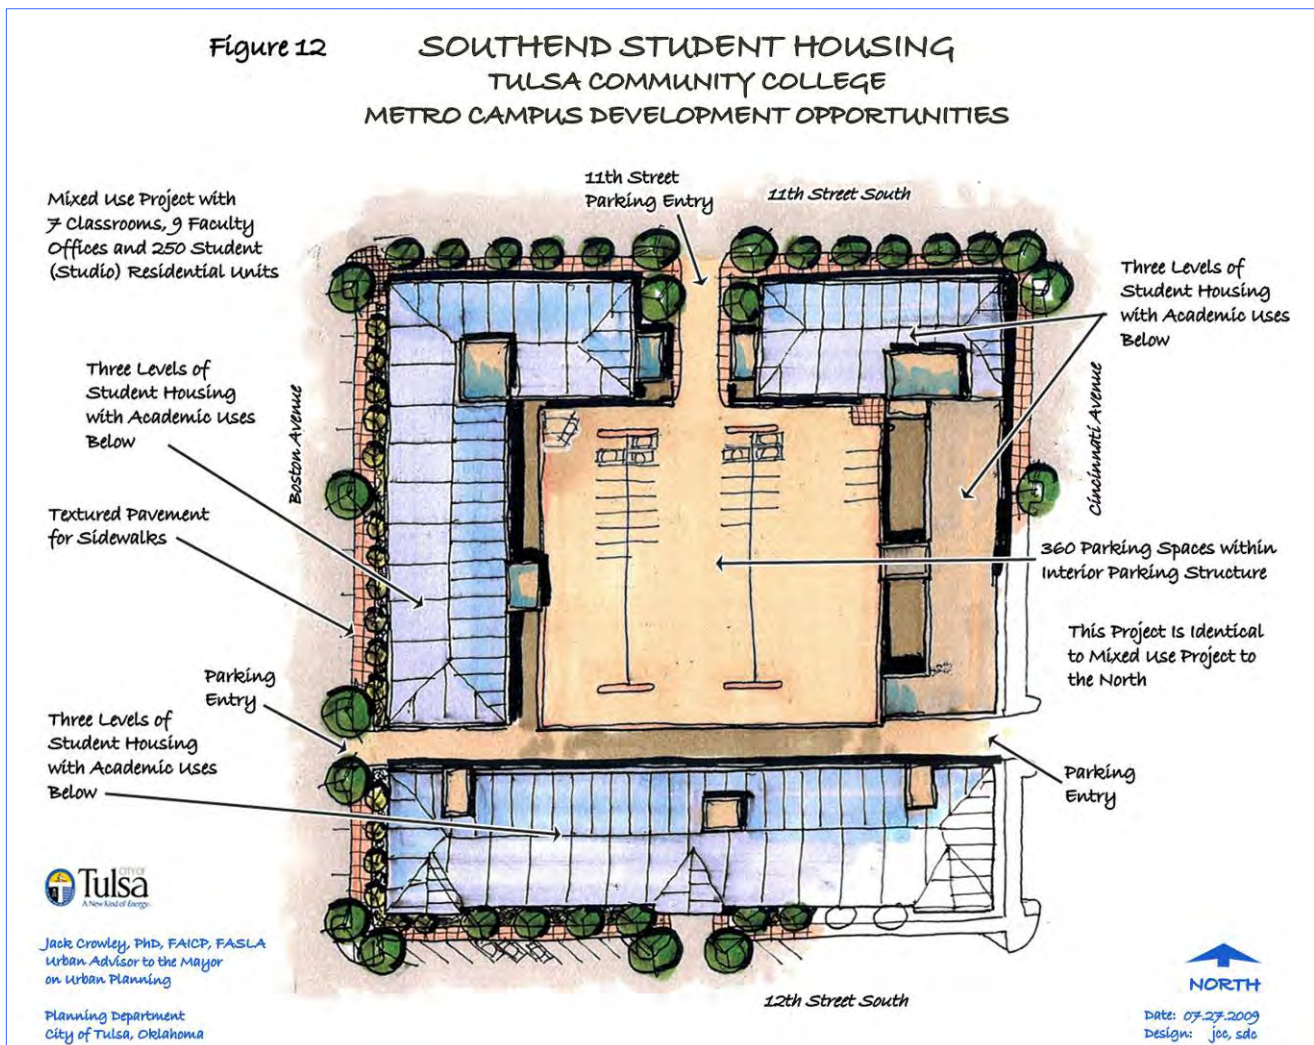 Figure 12
SOUTHEND STUDENT HOUSING
TULSA COMMUNITY COLLEGE
METRO CAMPUS DEVELOPMENT OPPORTUNITIES
Mixed Use Project with
7 Classrooms, 9 Faculty
Offices and 250 Student
(Studio) Residential Units
11th Street
Parking Entry
11th Street South
Three Levels of
Student Housing
with Academic Uses
Below
Three Levels of
Student Housing
with Academic Uses
Below
Boston Avenue
Cincinnati Avenue
Textured Pavement
for Sidewalks
360 Parking Spaces within
Interior Parking Structure
This Project Is Identical
to Mixed Use Project to
the North
Parking
Entry
Three Levels of
Student Housing
with Academic Uses
Below
Parking
Entry
CITY OF
Tulsa
A New Kind of Energy.
Jack Crowley, PhD, FAICP, FASLA
Urban Advisor to the Mayor
on Urban Planning
Planning Department
City of Tulsa, Oklahoma
12th Street South
NORTH
Date: 07.27.2009
Design: jcc, sdc